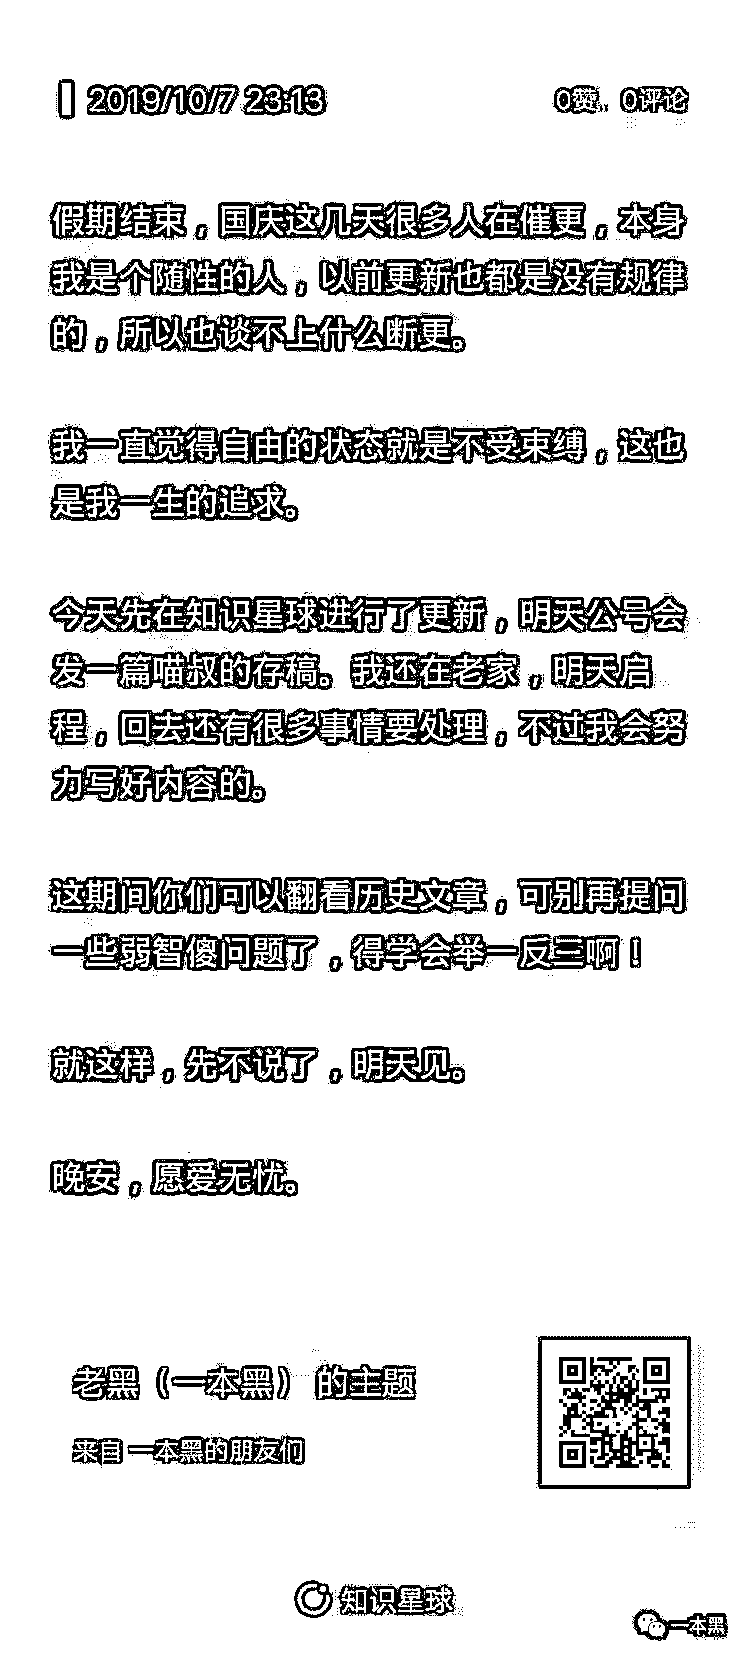 2019/10/7 23:13
0赞，0评论
假期结束，国庆这几天很多人在催更，本身
我是个随性的人，以前更新也都是没有规律
的，所以也谈不上什么断更。
我一直觉得自由的状态就是不受束缚，这也
是我一生的追求。
今天先在知识星球进行了更新，明天公号会
发一篇喵叔的存稿。我还在老家，明天启
程，回去还有很多事情要处理，不过我会努
力写好内容的。
这期间你们可以翻看历史文章，可别再提问
一些弱智傻问题了，得学会举一反三啊！
就这样，先不说了，明天见。
晚安，愿爱无忧。
老黑（一本黑） 的主题
来自 一本黑的朋友们
知识星球
一本黑